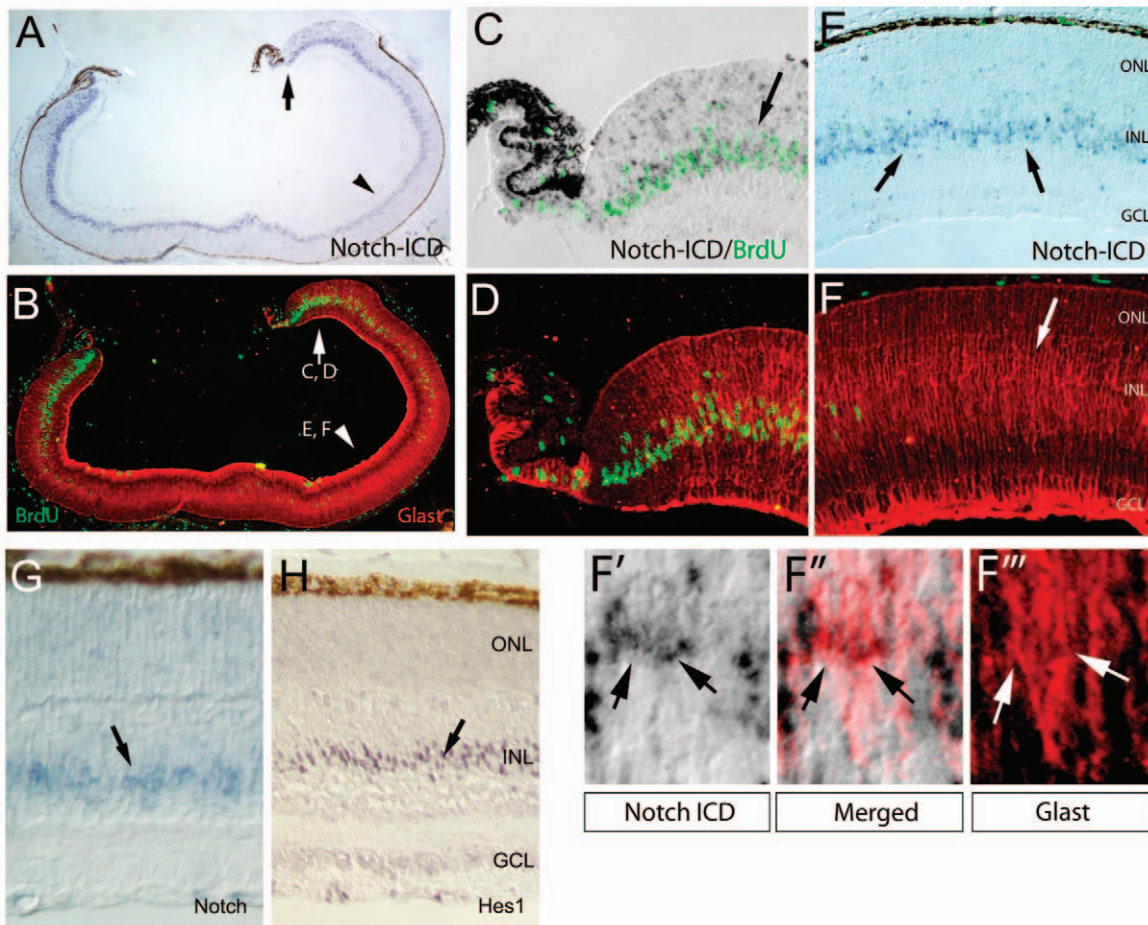 A
Notch-ICD
C
Notch-ICD/BrdU
E
ONL
INL
GCL
Notch-ICD
B
C, D
E, F
BrdU
Glast
D
F
ONL
INL
GCL
G
Notch
H
ONL
INL
GCL
Hes1
F'
Notch ICD
F''
Merged
F'''
Glast